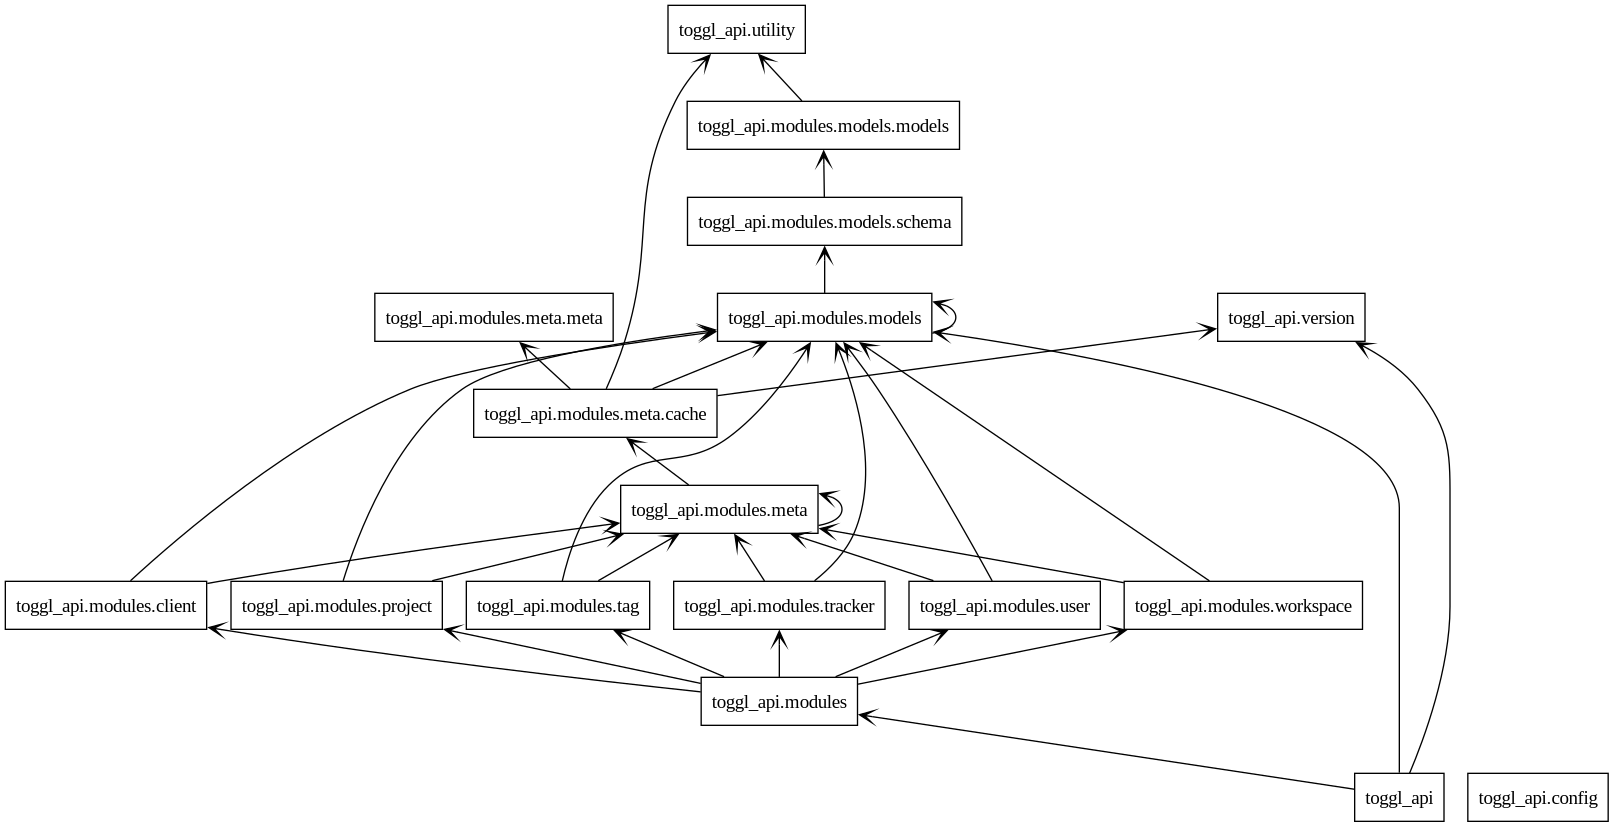 toggl_api.utility
toggl_api.modules.models.models
toggl_api.modules.models.schema
toggl_api.modules.meta.meta
toggl_api.modules.models
toggl_api.version
toggl_api.modules.meta.cache
toggl_api.modules.meta
toggl_api.modules.client
toggl_api.modules.project
toggl_api.modules.tag
toggl_api.modules.tracker
toggl_api.modules.user
toggl_api.modules.workspace
toggl_api.modules
toggl_api
toggl_api.config